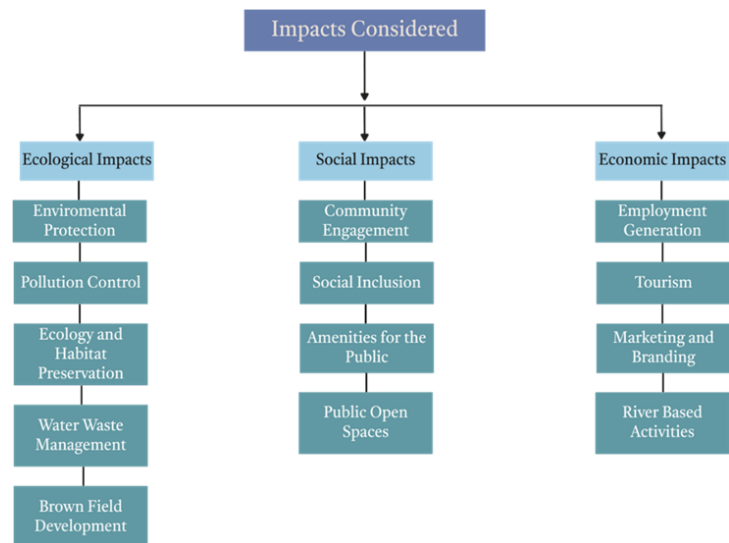 Impacts Considered
Ecological Impacts
Enviromental
Protection
Pollution Control
Ecology and
Habitat
Preservation
Water Waste
Management
Brown Field
Development
Social Impacts
Community
Engagement
Social Inclusion
Amenities for the
Public
Public Open
Spaces
Economic Impacts
Employment
Generation
Tourism
Marketing and
Branding
River Based
Activities